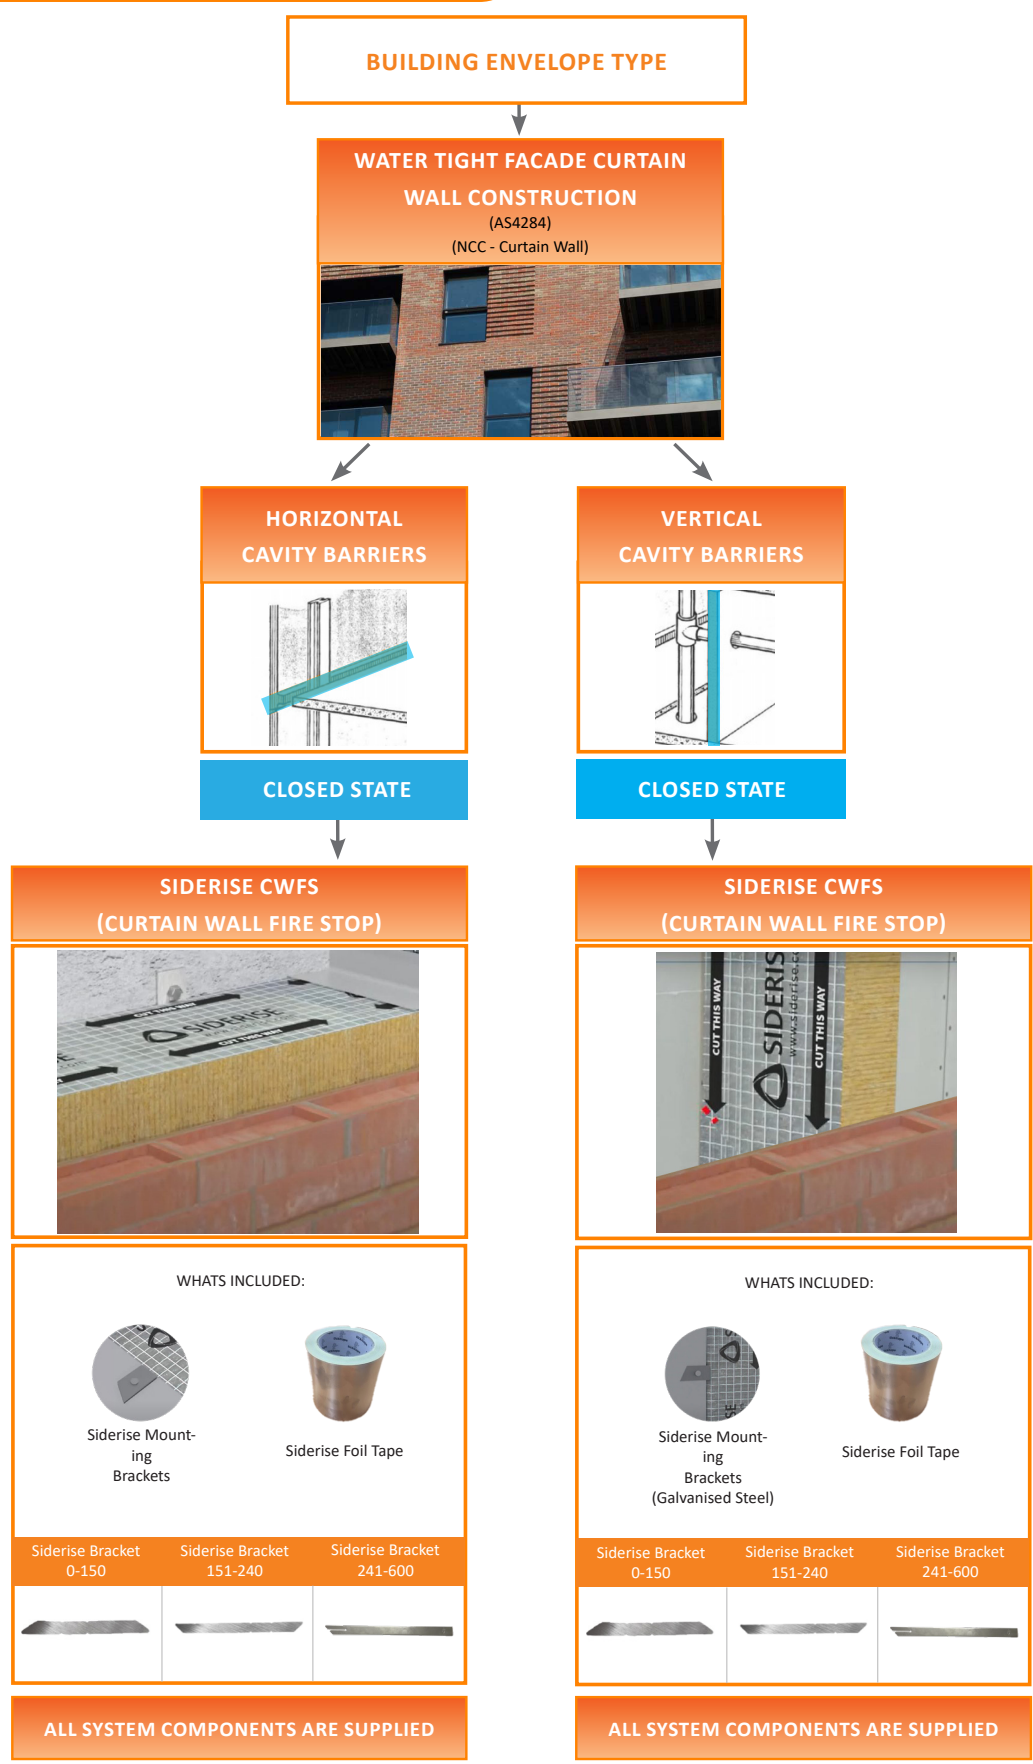 BUILDING ENVELOPE TYPE
WATER TIGHT FACADE CURTAIN
WALL CONSTRUCTION
(AS4284)
(NCC - Curtain Wall)
HORIZONTAL
CAVITY BARRIERS
CLOSED STATE
SIDERISE CWFS
(CURTAIN WALL FIRE STOP)
CUT THIS WAY
SIDERISE
CUT THIS WAY
WHATS INCLUDED:
Siderise Mount-
ing
Brackets
Siderise Foil Tape
Siderise Bracket
0-150
Siderise Bracket
151-240
Siderise Bracket
241-600
ALL SYSTEM COMPONENTS ARE SUPPLIED
VERTICAL
CAVITY BARRIERS
CLOSED STATE
SIDERISE CWFS
(CURTAIN WALL FIRE STOP)
CUT THIS WAY
SIDERIS
www.siderise.co
CUT THIS WAY
WHATS INCLUDED:
Siderise Mount-
ing
Brackets
(Galvanised Steel)
Siderise Foil Tape
Siderise Bracket
0-150
Siderise Bracket
151-240
Siderise Bracket
241-600
ALL SYSTEM COMPONENTS ARE SUPPLIED